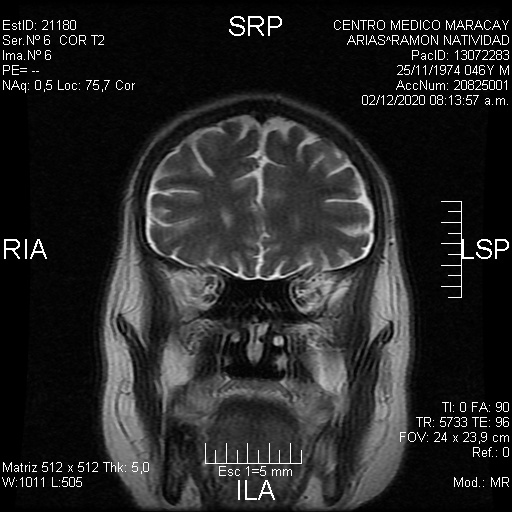 EstID: 21180
Ser.Nº 6 COR T2
Ima.Nº 6
PE= --
NAq: 0,5 Loc: 75,7 Cor
SRP
CENTRO MEDICO MARACAY
ARIAS^RAMON NATIVIDAD
PacID: 13072283
25/11/1974 046Y M
AccNum: 20825001
02/12/2020 08:13:57 a.m.
RIA
LSP
TI: 0 FA: 90
TR: 5733 TE: 96
FOV: 24 x 23,9 cm
Ref.: 0
Matriz 512 x 512 Thk: 5,0
W:1011 L:505
Esc 1=5 mm
ILA
Mod.: MR